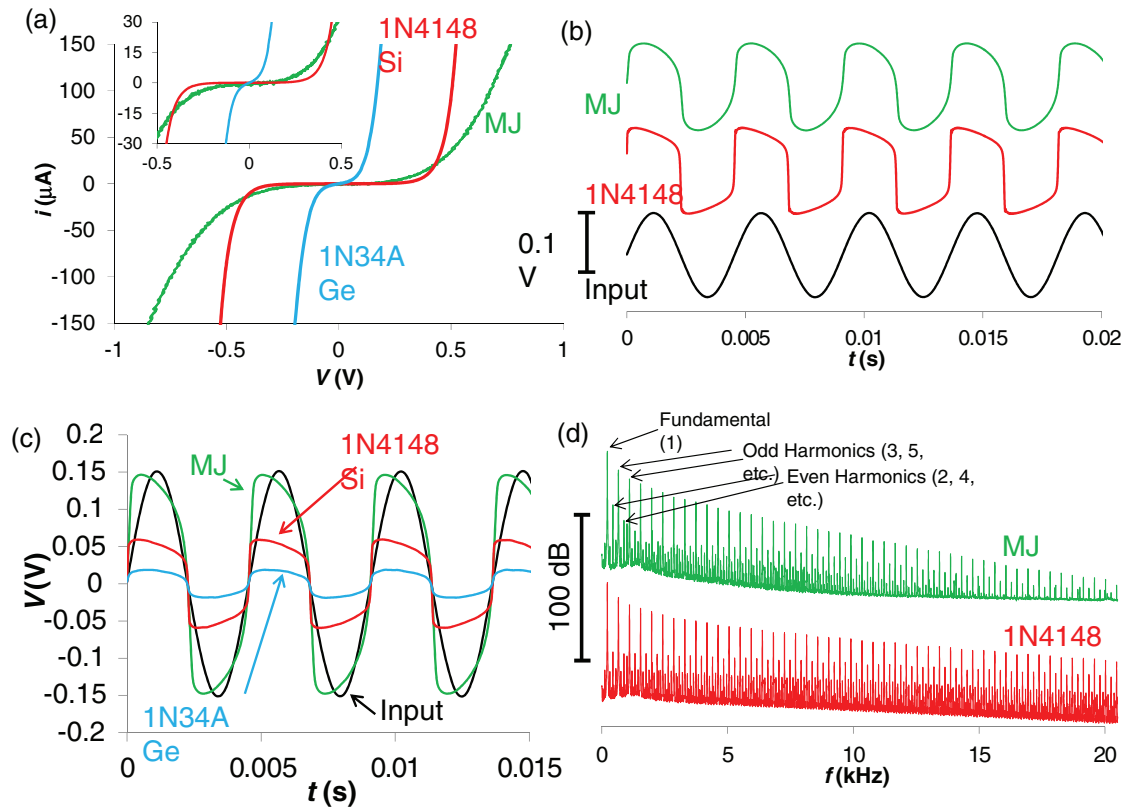 (a)
150
100
50
0
-50
-100
-150
i (µA)
-1
-0.5
0
0.5
1
V (V)
30
15
0
-15
-30
-0.5
0
0.5
1N4148
Si
MJ
1N34A
Ge
(b)
MJ
1N4148
0.1
V
Input
0
0.005
0.01
0.015
0.02
t (s)
(c)
0.2
0.15
0.1
0.05
0
-0.05
-0.1
-0.15
-0.2
V(V)
MJ
1N4148
Si
1N34A
Ge
Input
0
0.005
0.01
0.015
t (s)
(d)
Fundamental
(1)
Odd Harmonics (3, 5,
etc.)
Even Harmonics (2, 4,
etc.)
100 dB
MJ
1N4148
0
5
10
15
20
f (kHz)